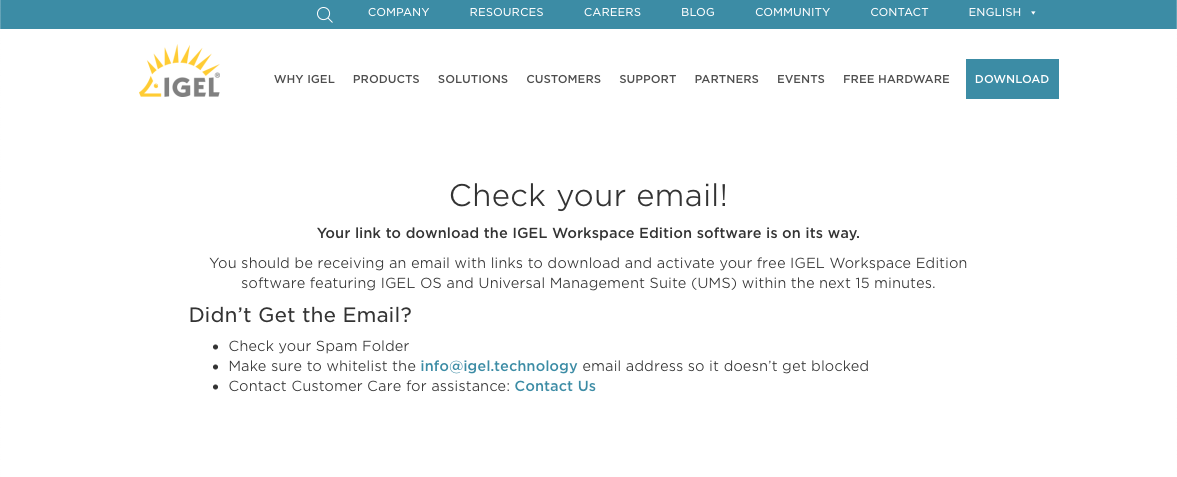 COMPANY RESOURCES CAREERS BLOG COMMUNITY CONTACT ENGLISH
IGEL®
WHY IGEL PRODUCTS SOLUTIONS CUSTOMERS SUPPORT PARTNERS EVENTS FREE HARDWARE DOWNLOAD
Check your email!
Your link to download the IGEL Workspace Edition software is on its way.
You should be receiving an email with links to download and activate your free IGEL Workspace Edition
software featuring IGEL OS and Universal Management Suite (UMS) within the next 15 minutes.
Didn’t Get the Email?
• Check your Spam Folder
• Make sure to whitelist the info@igel.technology email address so it doesn’t get blocked
• Contact Customer Care for assistance: Contact Us